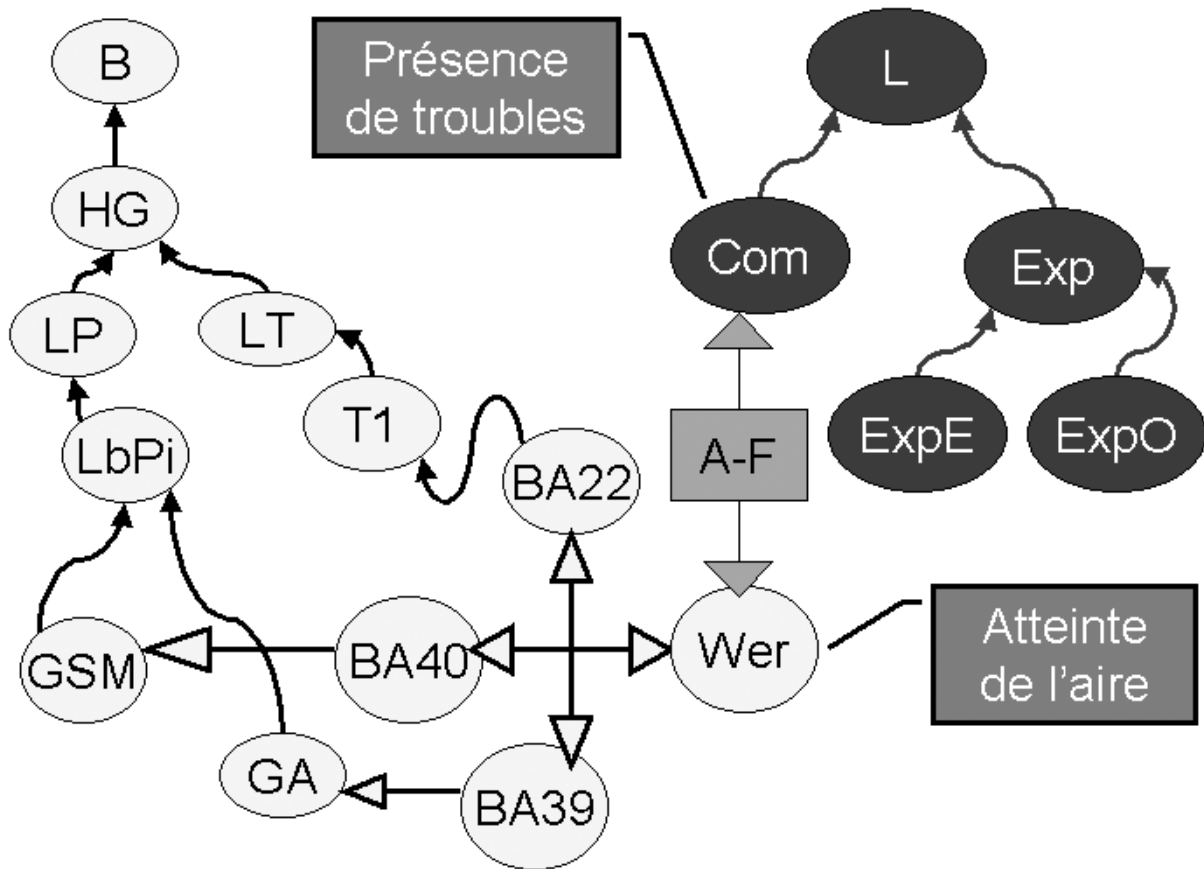 B
Présence
de troubles
L
HG
Com
Exp
LP
LT
T1
A-F
ExpE
ExpO
LbPi
BA22
GSM
BA40
Wer
Atteinte
de l'aire
GA
BA39